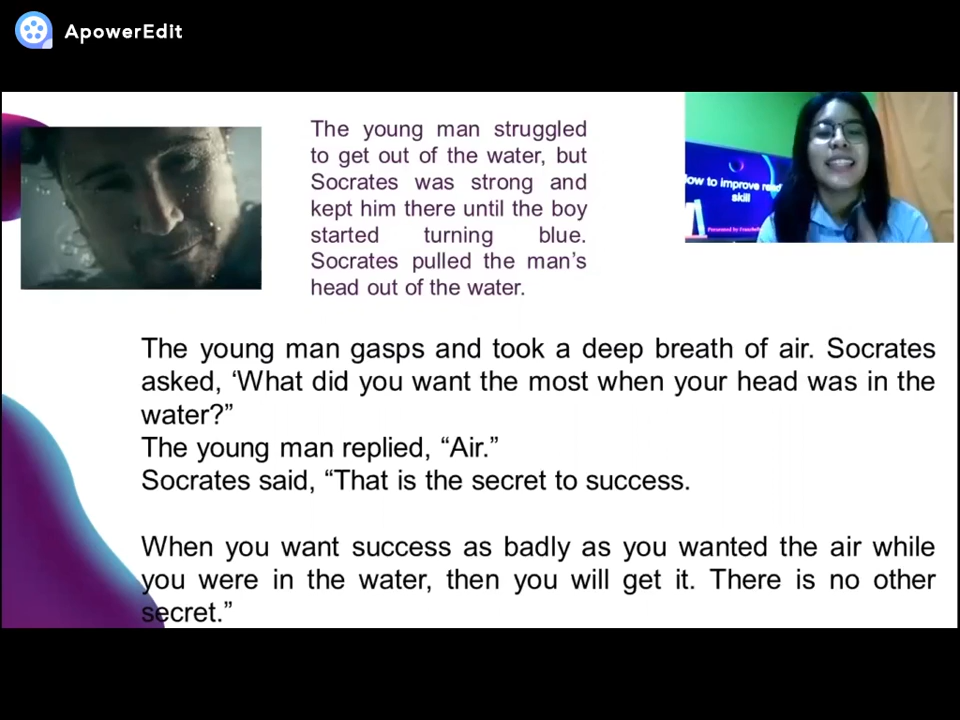 ApowerEdit
The young man struggled
to get out of the water, but
Socrates was strong and
kept him there until the boy
started turning blue.
Socrates pulled the man’s
head out of the water.
How to improve read
skill
Presented by
The young man gasps and took a deep breath of air. Socrates
asked, ‘What did you want the most when your head was in the
water?”
The young man replied, “Air.”
Socrates said, “That is the secret to success.
When you want success as badly as you wanted the air while
you were in the water, then you will get it. There is no other
secret.”